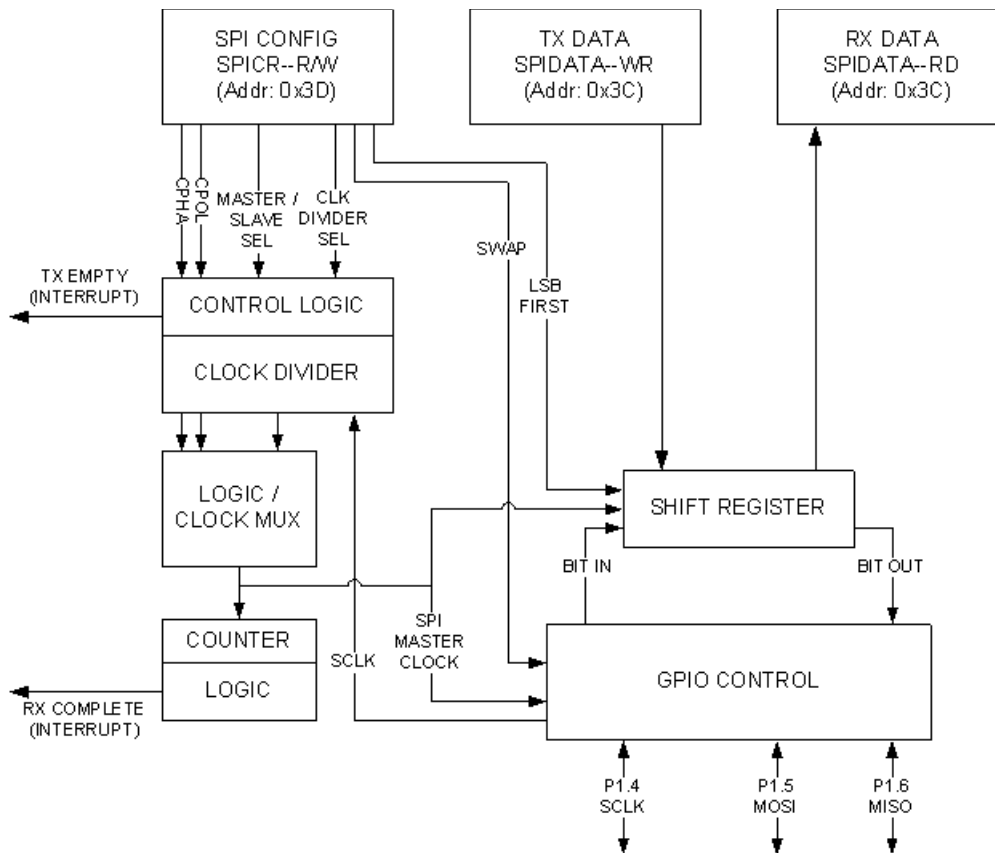 SPI CONFIG
SPICR--R/W
(Addr: 0x3D)
TX DATA
SPIDATA--WR
(Addr: 0x3C)
RX DATA
SPIDATA--RD
(Addr: 0x3C)
CPHA
CPOL
MASTER /
SLAVE
SEL
CLK
DIVIDER
SEL
SWAP
LSB
FIRST
TX EMPTY
(INTERRUPT)
CONTROL LOGIC
CLOCK DIVIDER
LOGIC /
CLOCK MUX
SHIFT REGISTER
BIT IN
BIT OUT
COUNTER
LOGIC
SCLK
SPI
MASTER
CLOCK
GPIO CONTROL
RX COMPLETE
(INTERRUPT)
P1.4
SCLK
P1.5
MOSI
P1.6
MISO